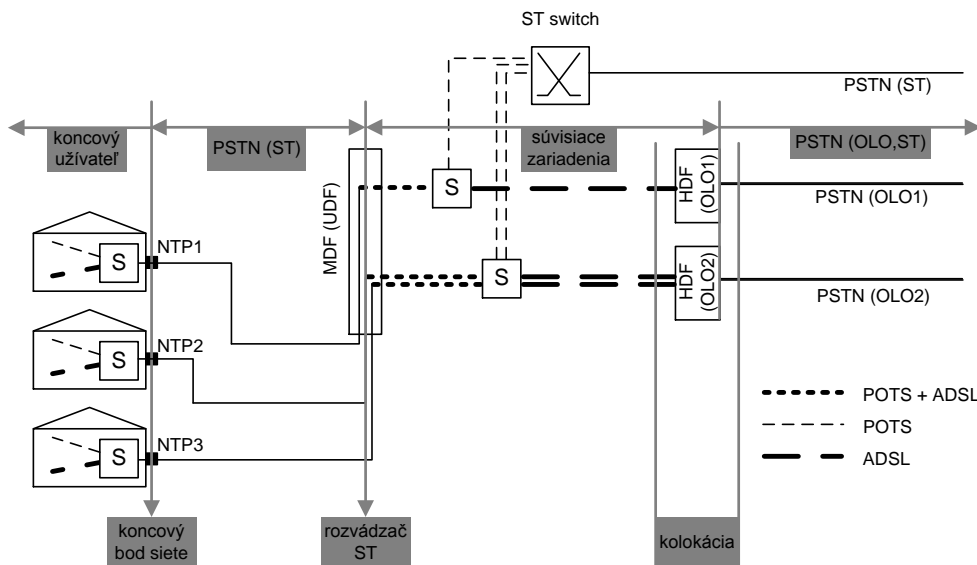 ST switch
PSTN (ST)
koncový
užívateľ
PSTN (ST)
súvisiace
zariadenia
PSTN (OLO,ST)
MDF (UDF)
S
HDF
(OLO1)
PSTN (OLO1)
S
NTP1
S
HDF
(OLO2)
PSTN (OLO2)
S
NTP2
S
NTP3
POTS + ADSL
POTS
ADSL
koncový
bod siete
rozvádzač
ST
kolokácia